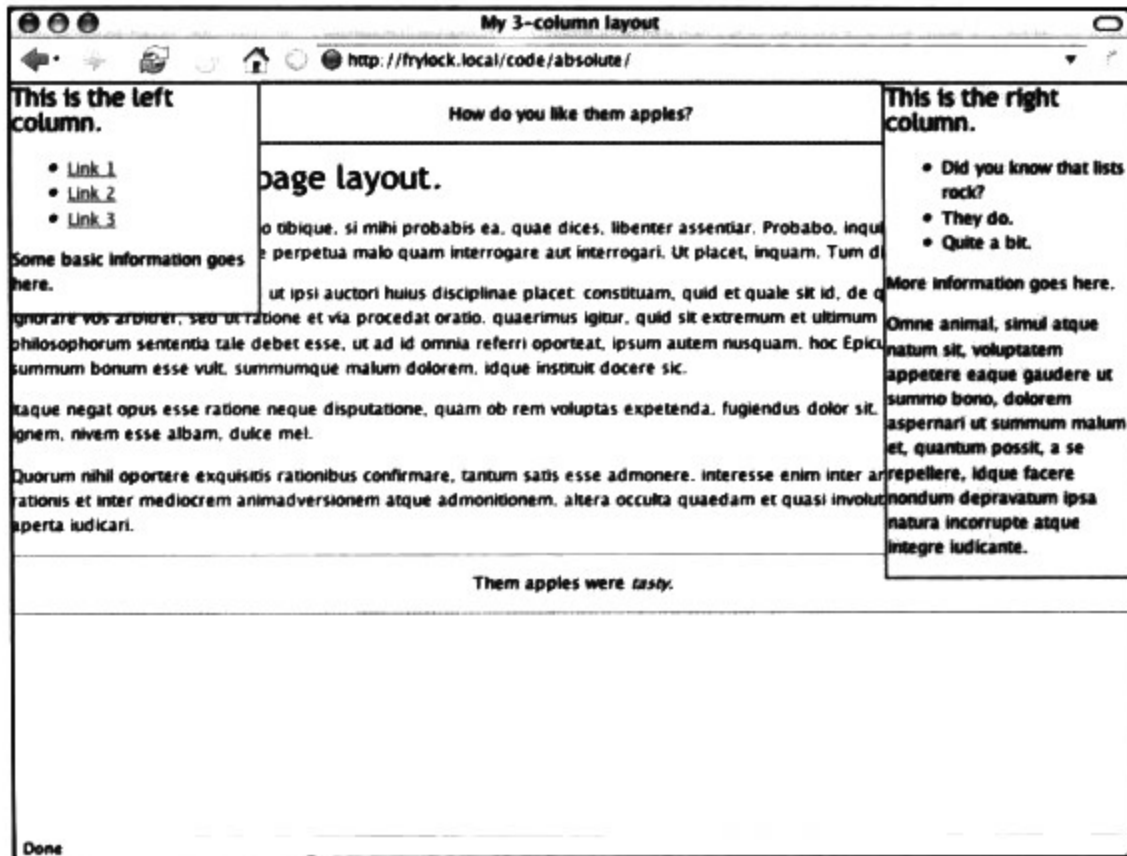 My 3-column layout
http://frylock.local/code/absolute/
This is the left
column.
• Link 1
• Link 2
• Link 3
Some basic information goes
here.
How do you like them apples?
page layout.
o tibique, si mihi probabis ea, quae dices, libenter assentiar. Probabo, inqui
e perpetua malo quam interrogare aut interrogari. Ut placet, inquam. Tum di
ut ipsi auctori huius disciplinae placet: constituam, quid et quale sit id, de q
ignorare vos arbitrer, sed ut ratione et via procedat oratio. quaerimus igitur, quid sit extremum et ultimum
philosophorum sententia tale debet esse, ut ad id omnia referri oporteat, ipsum autem nusquam. hoc Epicu
summum bonum esse vult, summumque malum dolorem, idque instituit docere sic.
itaque negat opus esse ratione neque disputatione, quam ob rem voluptas expetenda, fugiendus dolor sit.
ignem, nivem esse albam, dulce mel.
Quorum nihil oportere exquisitis rationibus confirmare, tantum satis esse admonere. interesse enim inter ar
rationis et inter mediocrem animadversionem atque admonitionem. altera occulta quaedam et quasi involut
aperta iudicari.
Them apples were tasty.
This is the right
column.
• Did you know that lists
rock?
• They do.
• Quite a bit.
More information goes here.
Omne animal, simul atque
natum sit, voluptatem
appetere eaque gaudere ut
summo bono, dolorem
aspernari ut summum malum
et, quantum possit, a se
repellere, idque facere
nondum depravatum ipsa
natura incorrupte atque
integre iudicante.
Done